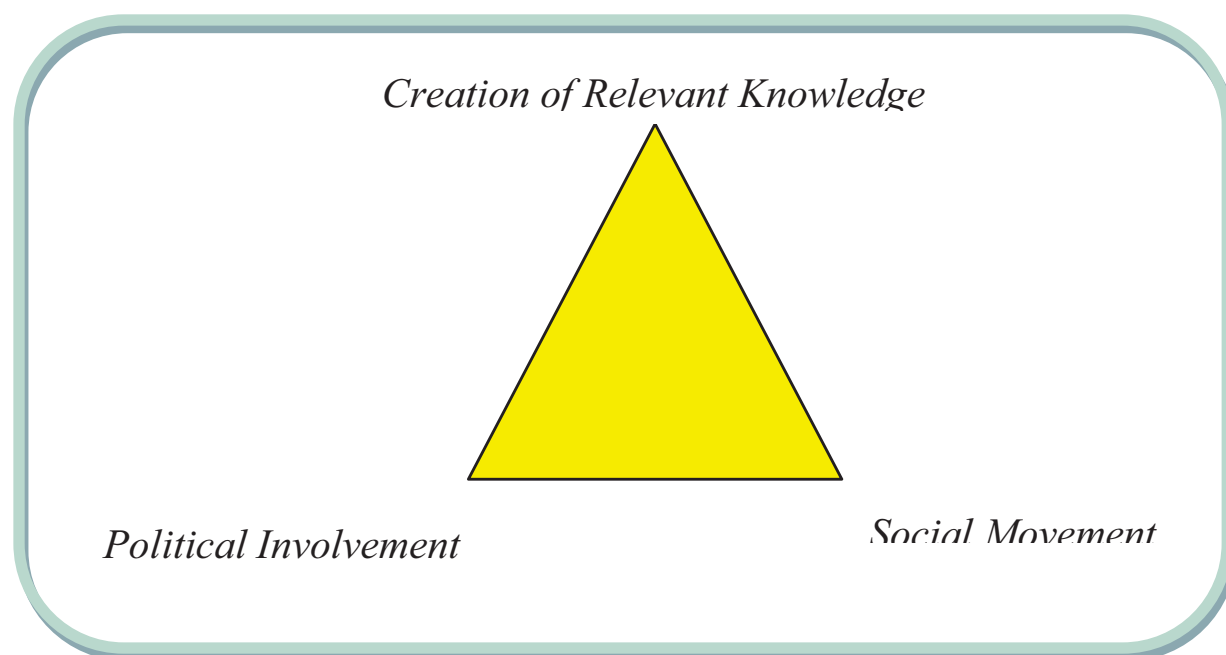 Creation of Relevant Knowledge
Political Involvement
Social Movement